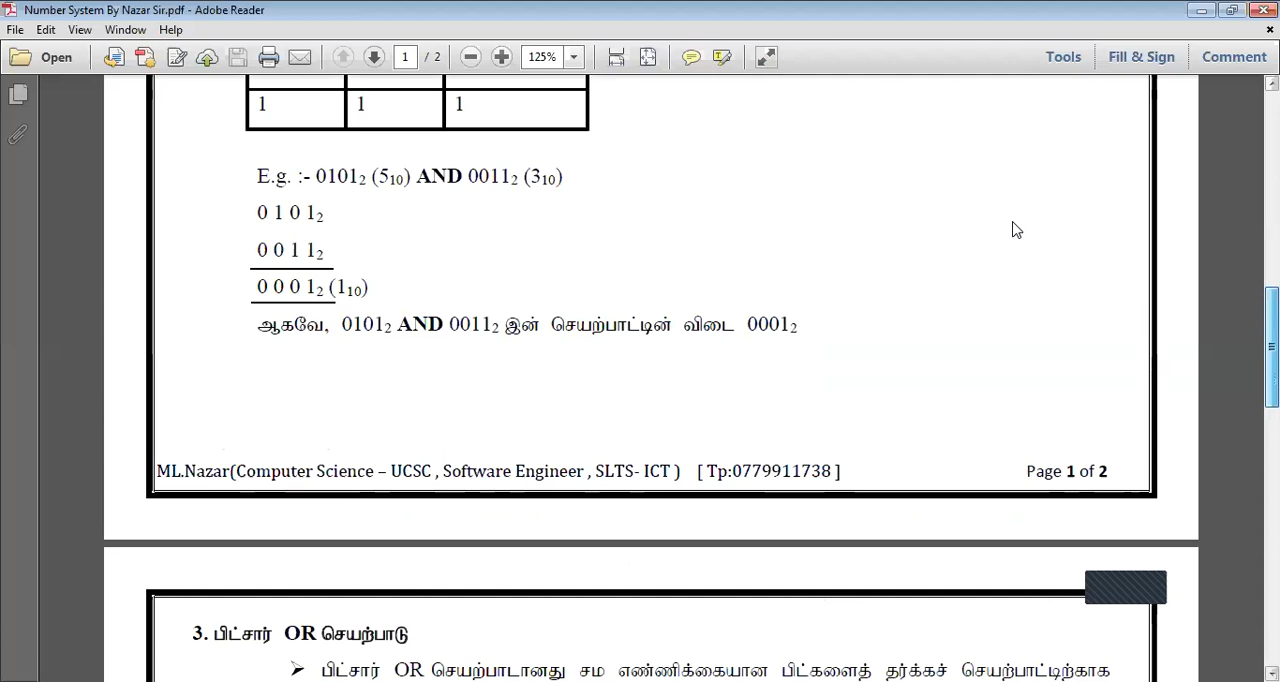 Number System By Nazar Sir.pdf - Adobe Reader
File Edit View Window Help
Open 1 / 2 125% Tools Fill & Sign Comment
1 1 1
E.g. :- 0101₂ (5₁₀) AND 0011₂ (3₁₀)
0 1 0 1₂
0 0 1 1₂
0 0 0 1₂ (1₁₀)
ஆகவே, 0101₂ AND 0011₂ இன் செயற்பாட்டின் விடை 0001₂
ML.Nazar(Computer Science – UCSC , Software Engineer , SLTS- ICT ) [ Tp:0779911738 ]
Page 1 of 2
3. பிட்சார் OR செயற்பாடு
➢ பிட்சார் OR செயற்பாடானது சம எண்ணிக்கையான பிட்களைத் தர்க்கச் செயற்பாட்டிற்காக